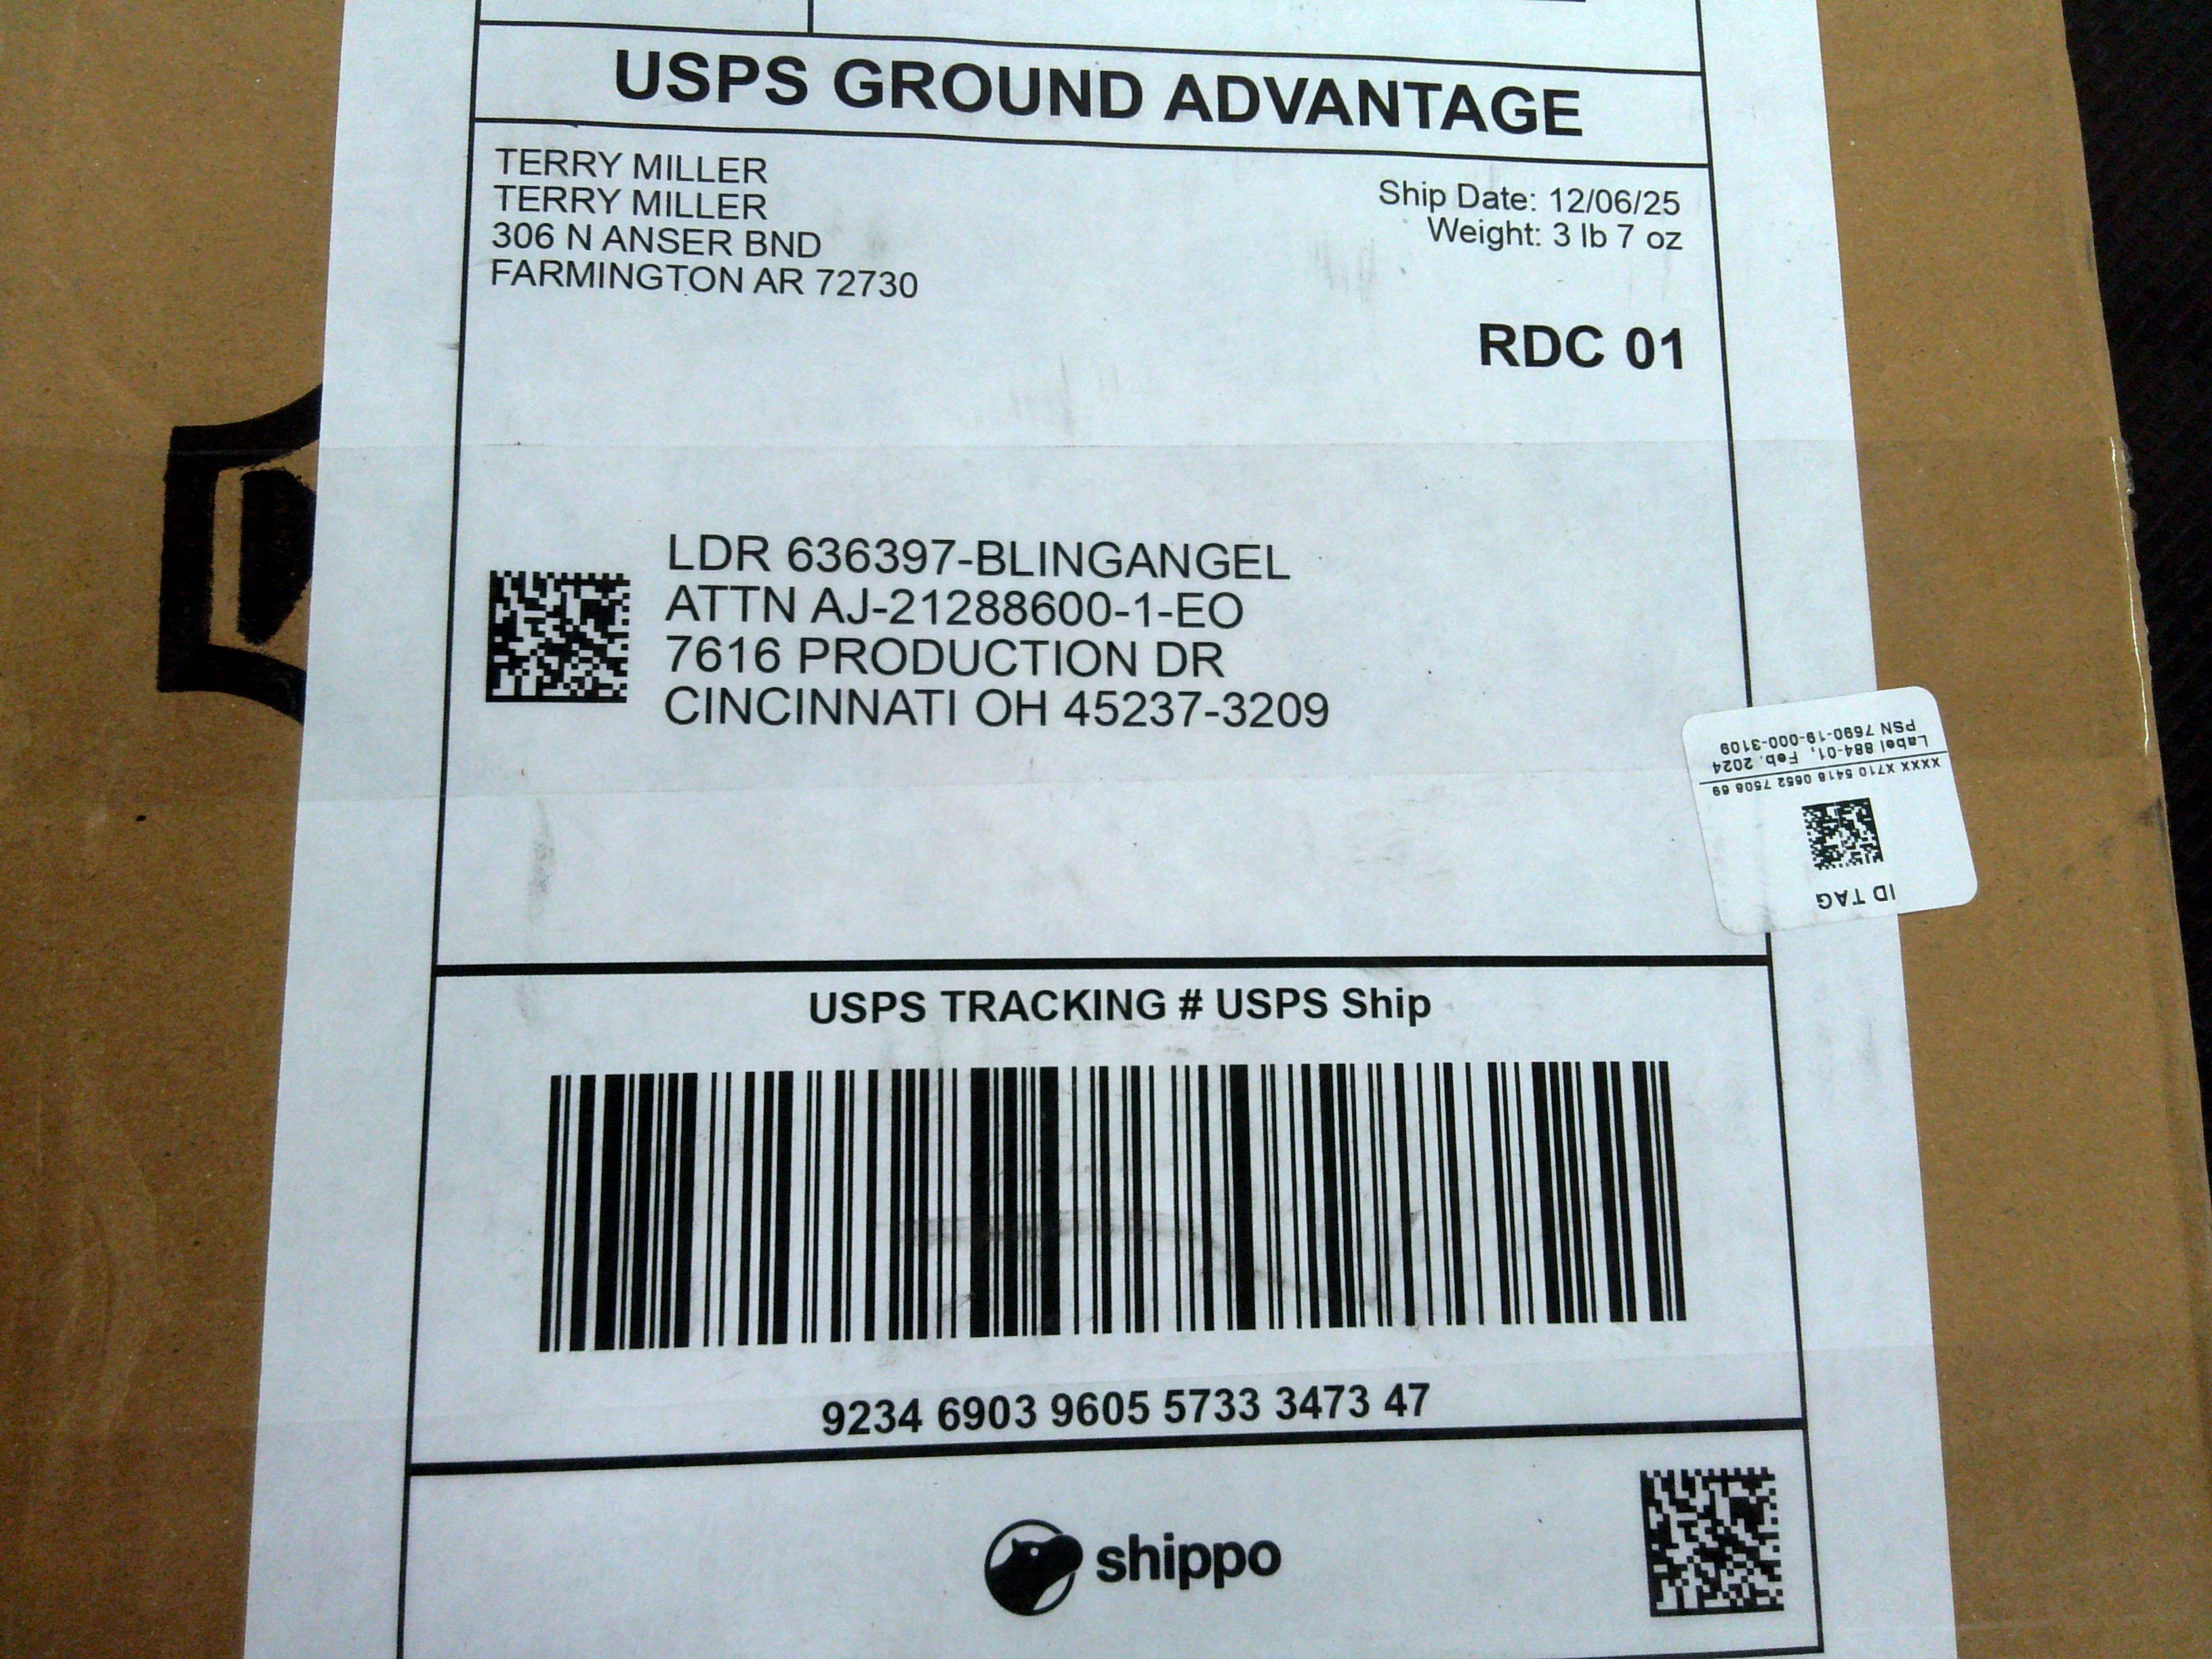 USPS GROUND ADVANTAGE
TERRY MILLER
TERRY MILLER
306 N ANSER BND
FARMINGTON AR 72730
Ship Date: 12/06/25
Weight: 3 lb 7 oz
RDC 01
LDR 636397-BLINGANGEL
ATTN AJ-21288600-1-EO
7616 PRODUCTION DR
CINCINNATI OH 45237-3209
ID TAG
XXXX X710 5418 0652 7508 69
Label 884-01, Feb. 2024
PSN 7690-19-000-3109
USPS TRACKING # USPS Ship
9234 6903 9605 5733 3473 47
shippo